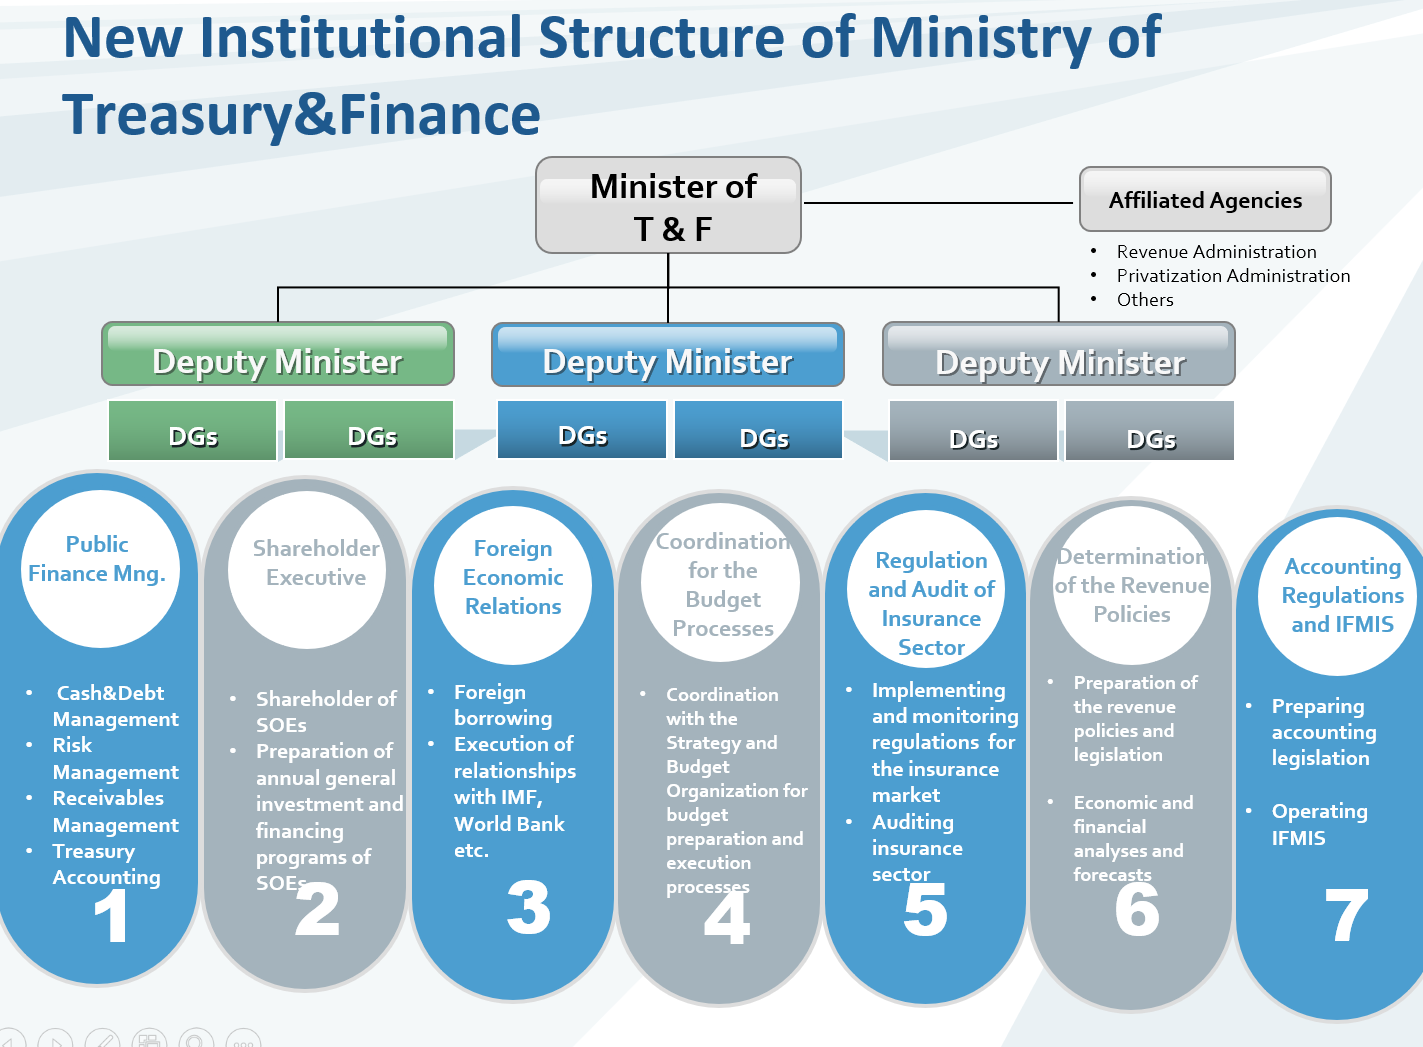 New Institutional Structure of Ministry of
Treasury&Finance
Minister of
T & F
Affiliated Agencies
• Revenue Administration
• Privatization Administration
• Others
Deputy Minister
Deputy Minister
Deputy Minister
DGs
DGs
DGs
DGs
DGs
DGs
Public
Finance Mng.
• Cash&Debt
Management
• Risk
Management
• Receivables
Management
• Treasury
Accounting
1
Shareholder
Executive
• Shareholder of
SOEs
• Preparation of
annual general
investment and
financing
programs of
SOEs
2
Foreign
Economic
Relations
• Foreign
borrowing
• Execution of
relationships
with IMF,
World Bank
etc.
3
Coordination
for the
Budget
Processes
• Coordination
with the
Strategy and
Budget
Organization for
budget
preparation and
execution
processes
4
Regulation
and Audit of
Insurance
Sector
• Implementing
and monitoring
regulations for
the insurance
market
• Auditing
insurance
sector
5
Determination
of the Revenue
Policies
• Preparation of
the revenue
policies and
legislation
• Economic and
financial
analyses and
forecasts
6
Accounting
Regulations
and IFMIS
• Preparing
accounting
legislation
• Operating
IFMIS
7